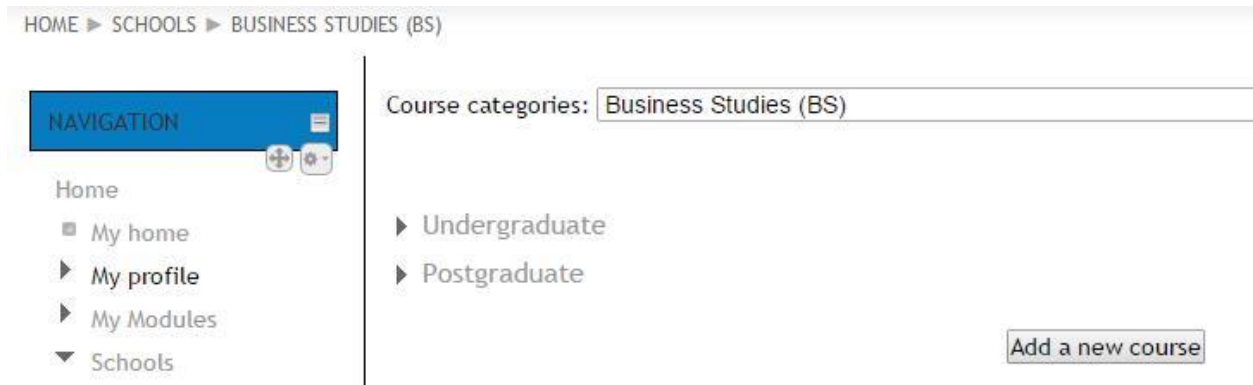 HOME ► SCHOOLS ► BUSINESS STUDIES (BS)
NAVIGATION
Home
My home
My profile
My Modules
Schools
Course categories: Business Studies (BS)
Undergraduate
Postgraduate
Add a new course